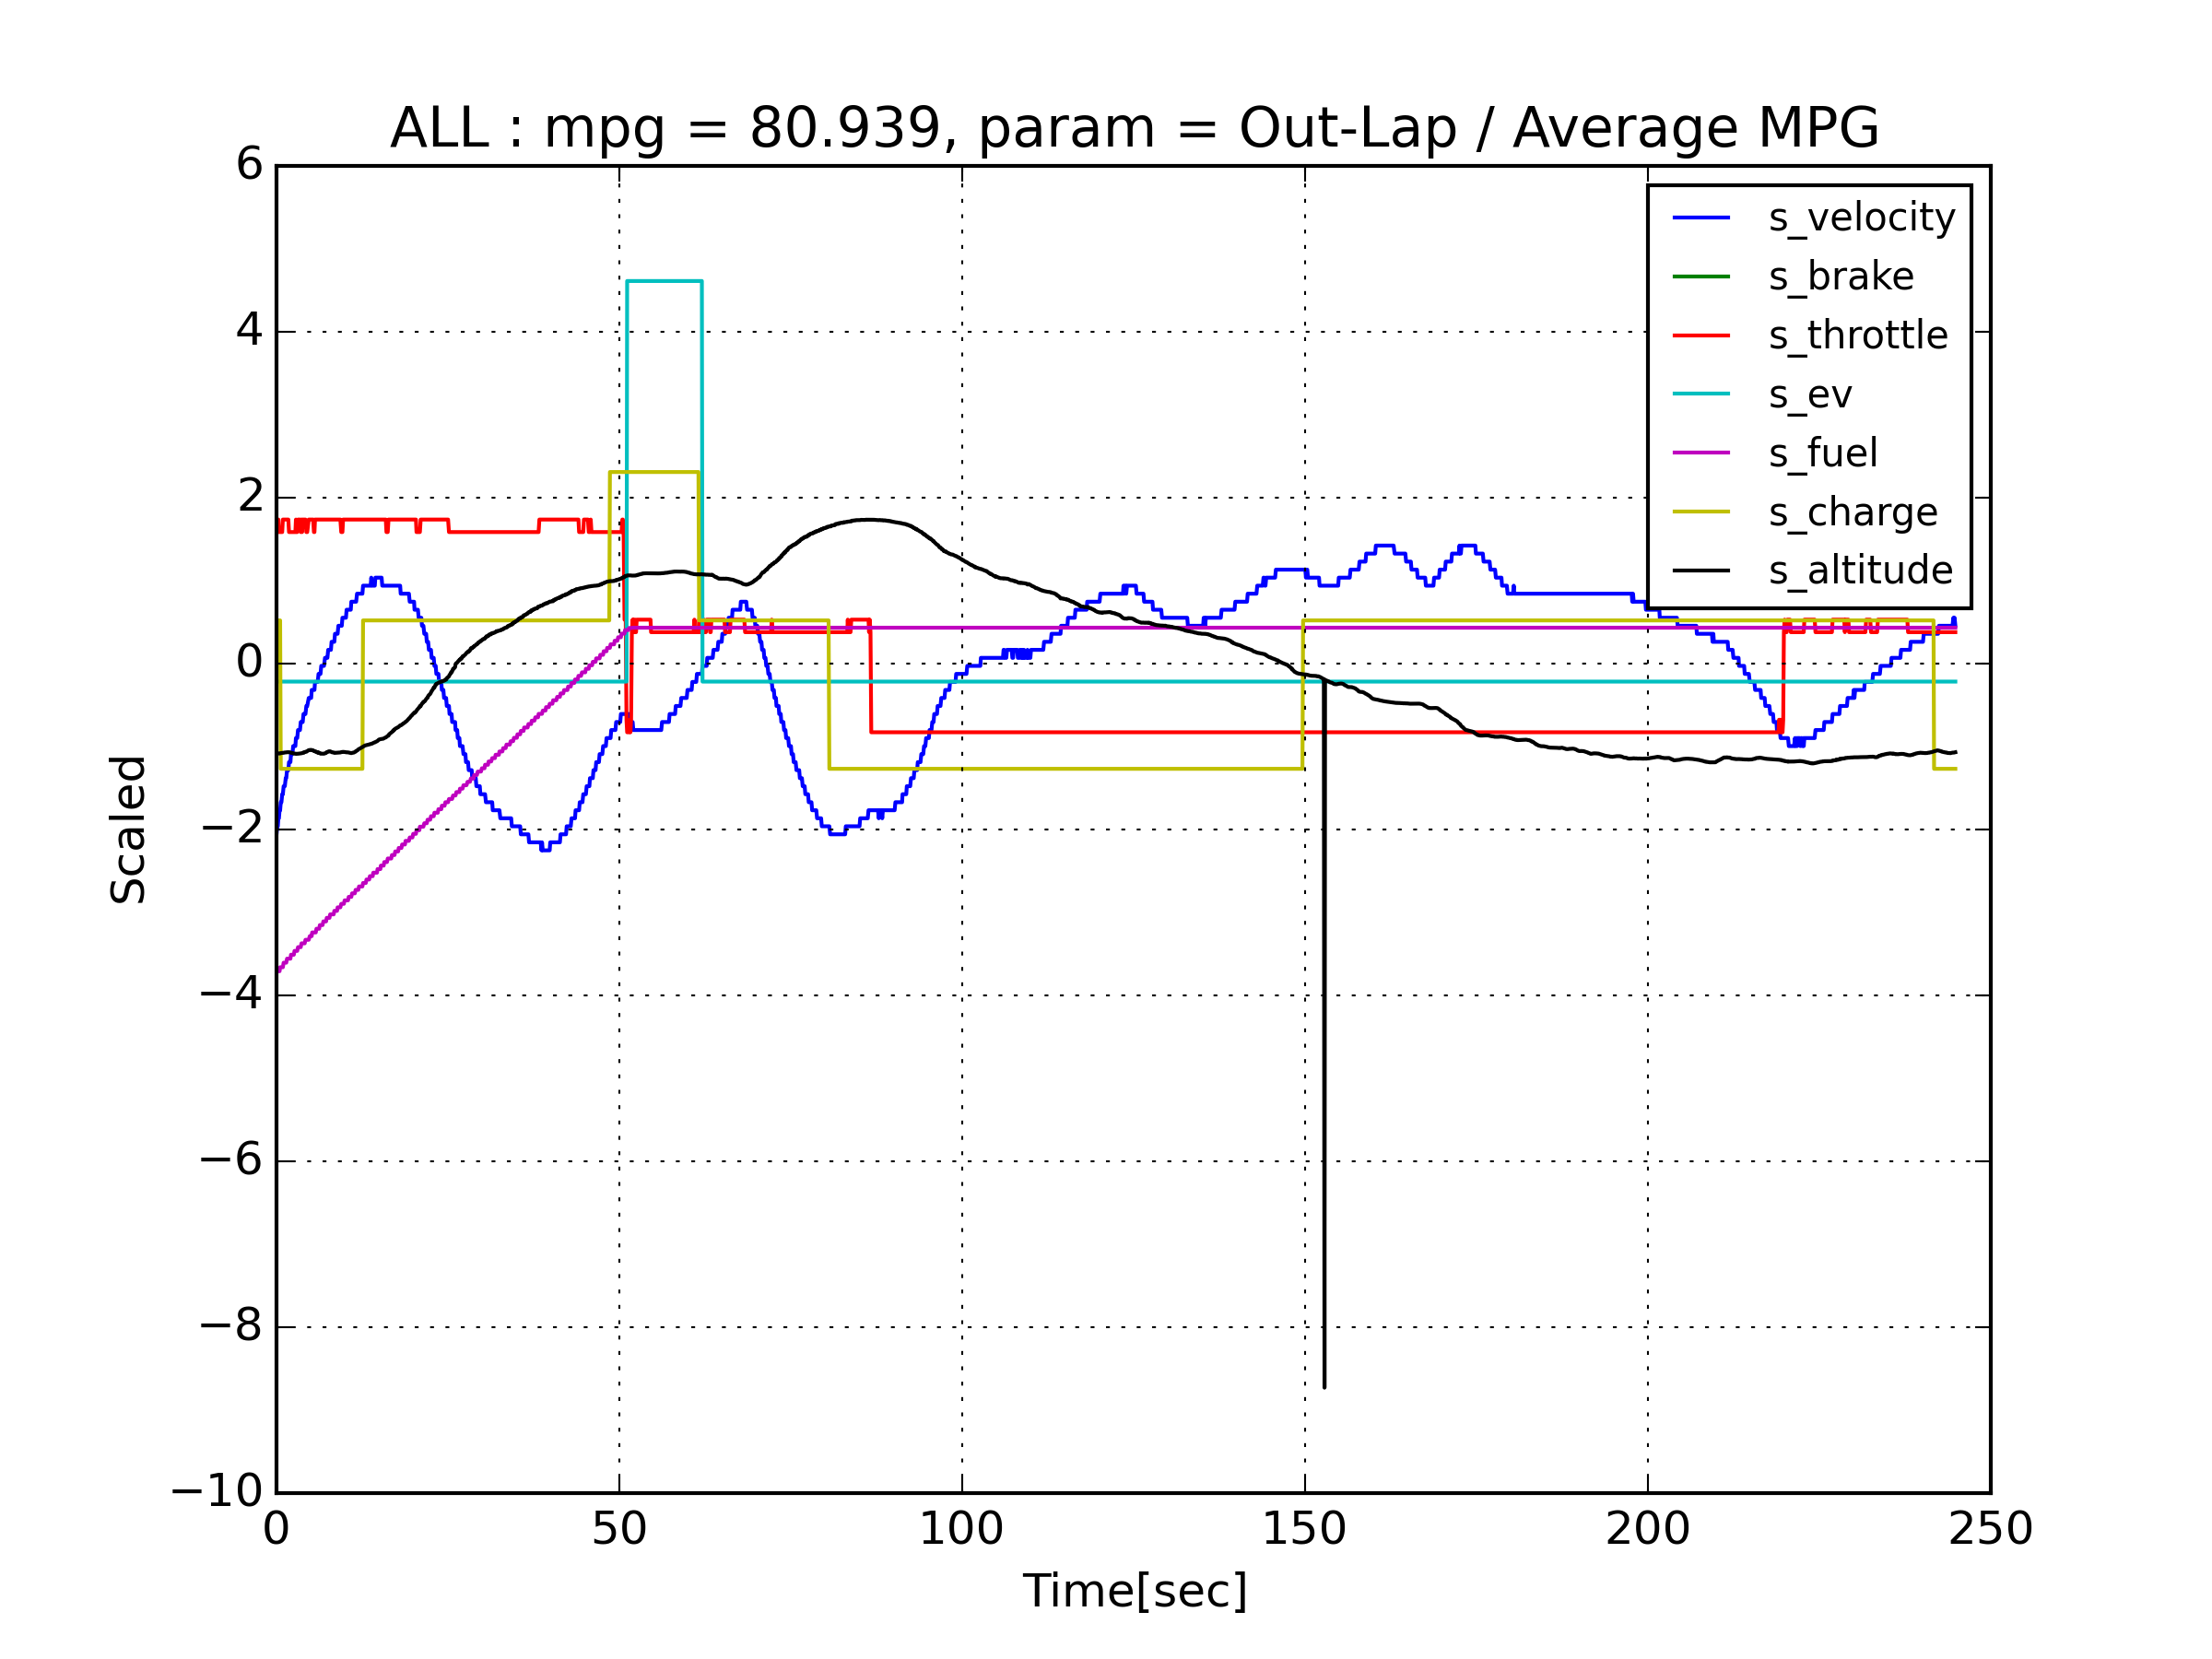 ALL : mpg = 80.939, param = Out-Lap / Average MPG
6
4
2
0
−2
−4
−6
−8
−10
Scaled
s_velocity
s_brake
s_throttle
s_ev
s_fuel
s_charge
s_altitude
0 50 100 150 200 250
Time[sec]